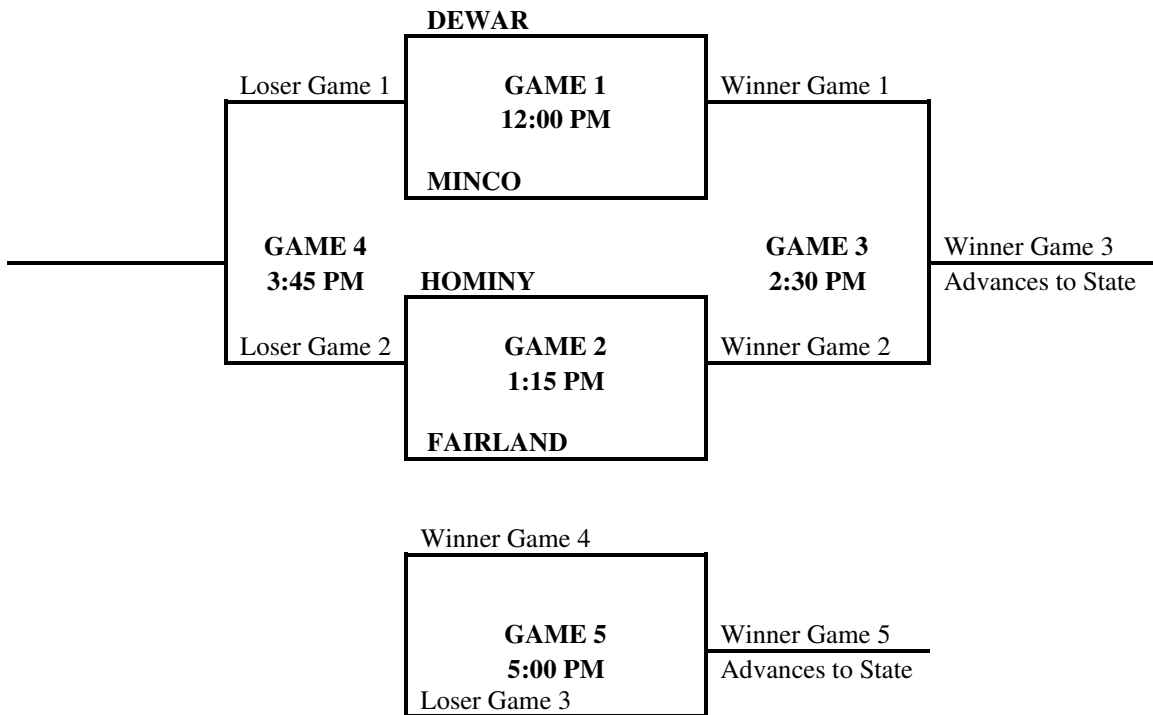 DEWAR
Loser Game 1
GAME 1
Winner Game 1
12:00 PM
MINCO
GAME 4
GAME 3
Winner Game 3
3:45 PM
HOMINY
2:30 PM
Advances to State
Loser Game 2
GAME 2
Winner Game 2
1:15 PM
FAIRLAND
Winner Game 4
GAME 5
Winner Game 5
5:00 PM
Advances to State
Loser Game 3